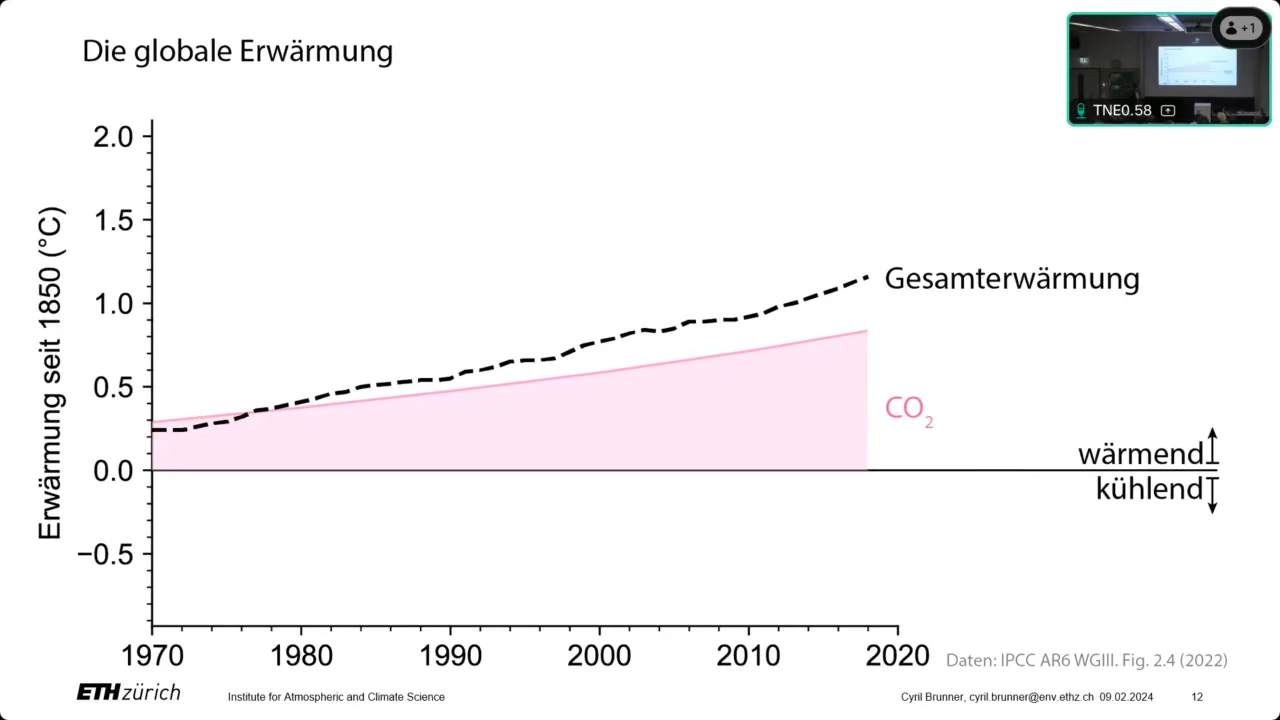 Die globale Erwärmung
+1
TNE0.58
Erwärmung seit 1850 (°C)
2.0
1.5
1.0
0.5
0.0
−0.5
Gesamterwärmung
CO2
wärmend
kühlend
1970 1980 1990 2000 2010 2020
Daten: IPCC AR6 WGIII. Fig. 2.4 (2022)
ETH zürich
Institute for Atmospheric and Climate Science
Cyril Brunner, cyril.brunner@env.ethz.ch 09.02.2024 12